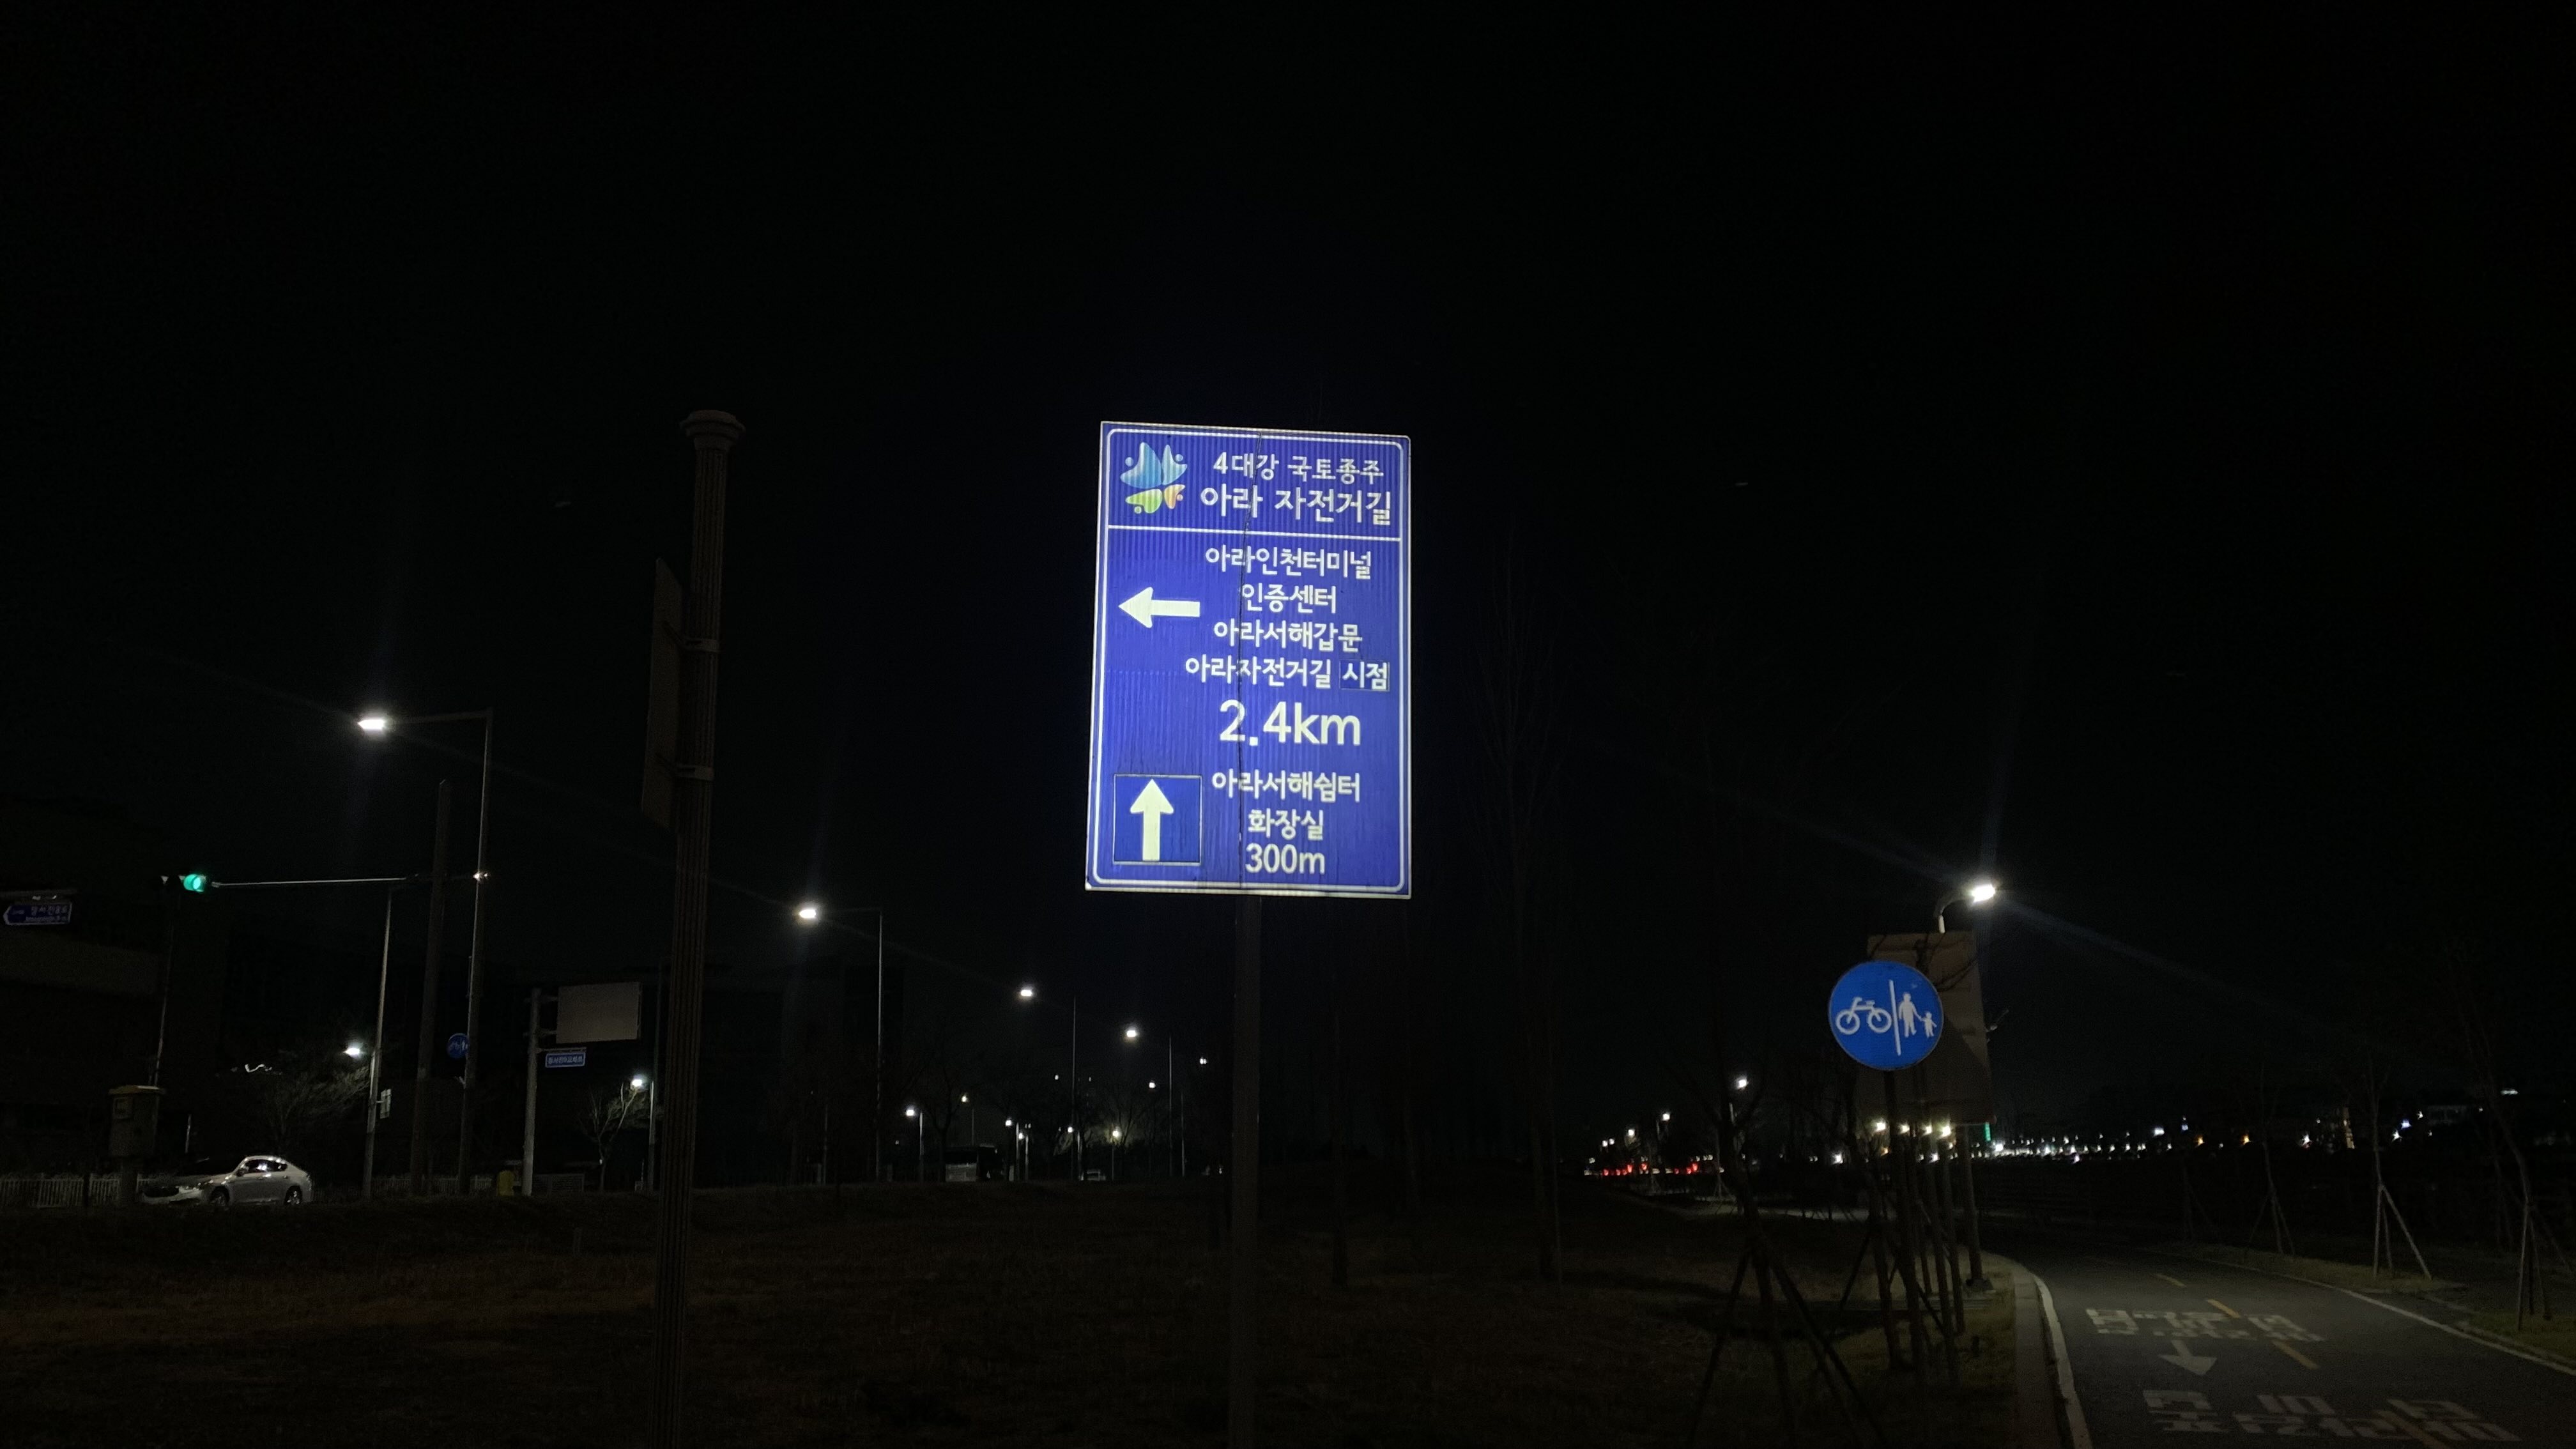 4대강 국토종주
아라 자전거길
아라인천터미널
인증센터
아라서해갑문
아라자전거길 시점
2.4km
아라서해쉼터
화장실
300m